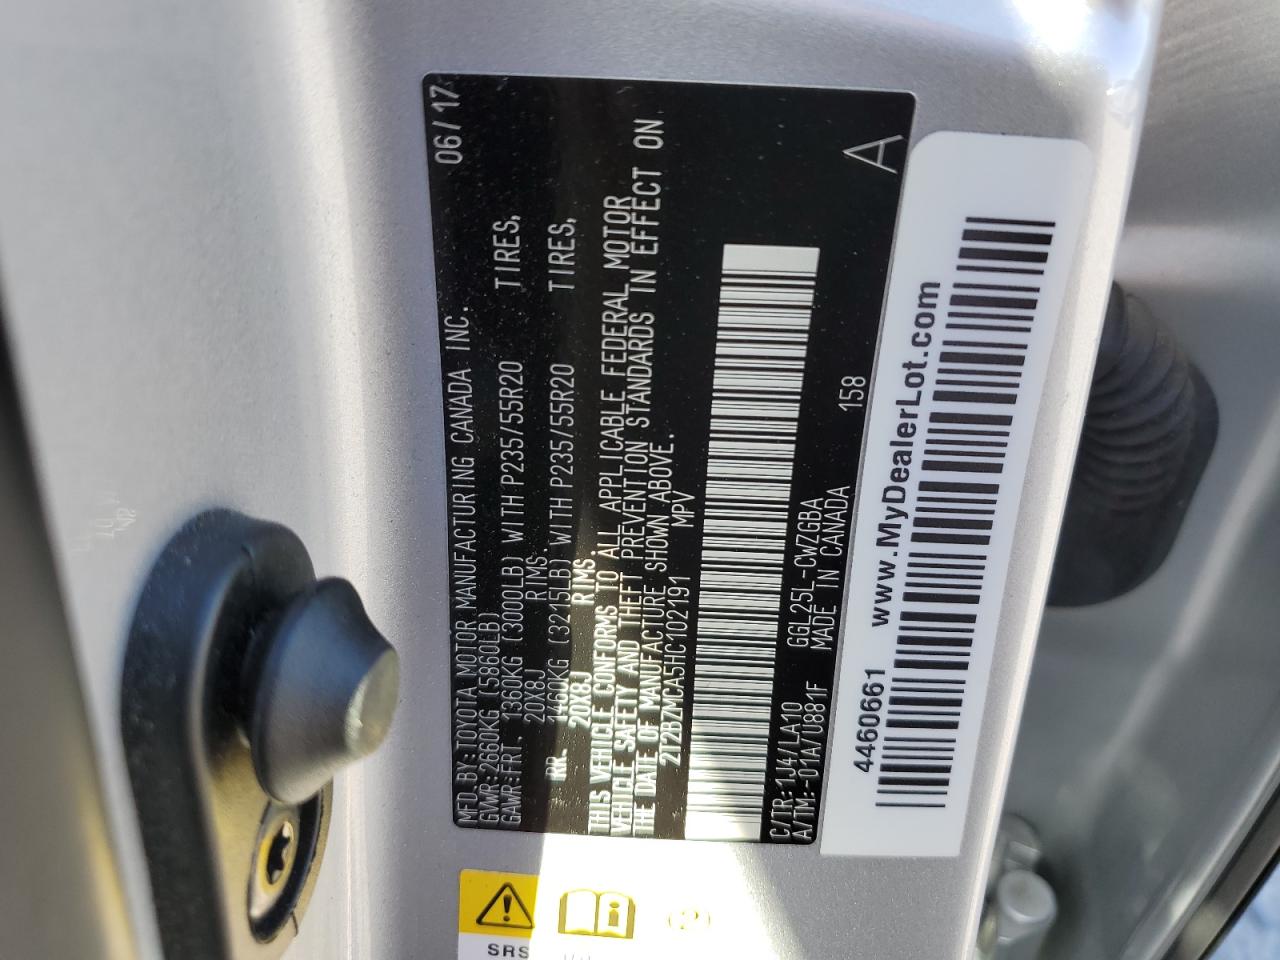 MFD.BY:TOYOTA MOTOR MANUFACTURING CANADA INC. 06/17
GVWR:2660KG (5860LB)
GAWR:FRT. 1360KG (3000LB) WITH P235/55R20 TIRES,
20X8J RIMS.
RR. 1460KG (3215LB) WITH P235/55R20 TIRES,
20X8J RIMS.
THIS VEHICLE CONFORMS TO ALL APPLICABLE FEDERAL MOTOR
VEHICLE SAFETY AND THEFT PREVENTION STANDARDS IN EFFECT ON
THE DATE OF MANUFACTURE SHOWN ABOVE.
2T2BZMCA5HC102191 MPV
C/TR:1J4/LA10 GGL25L-CWZGBA
A/TM:-01A/U881F MADE IN CANADA 158 A
4460661 www.MyDealerLot.com
SRS